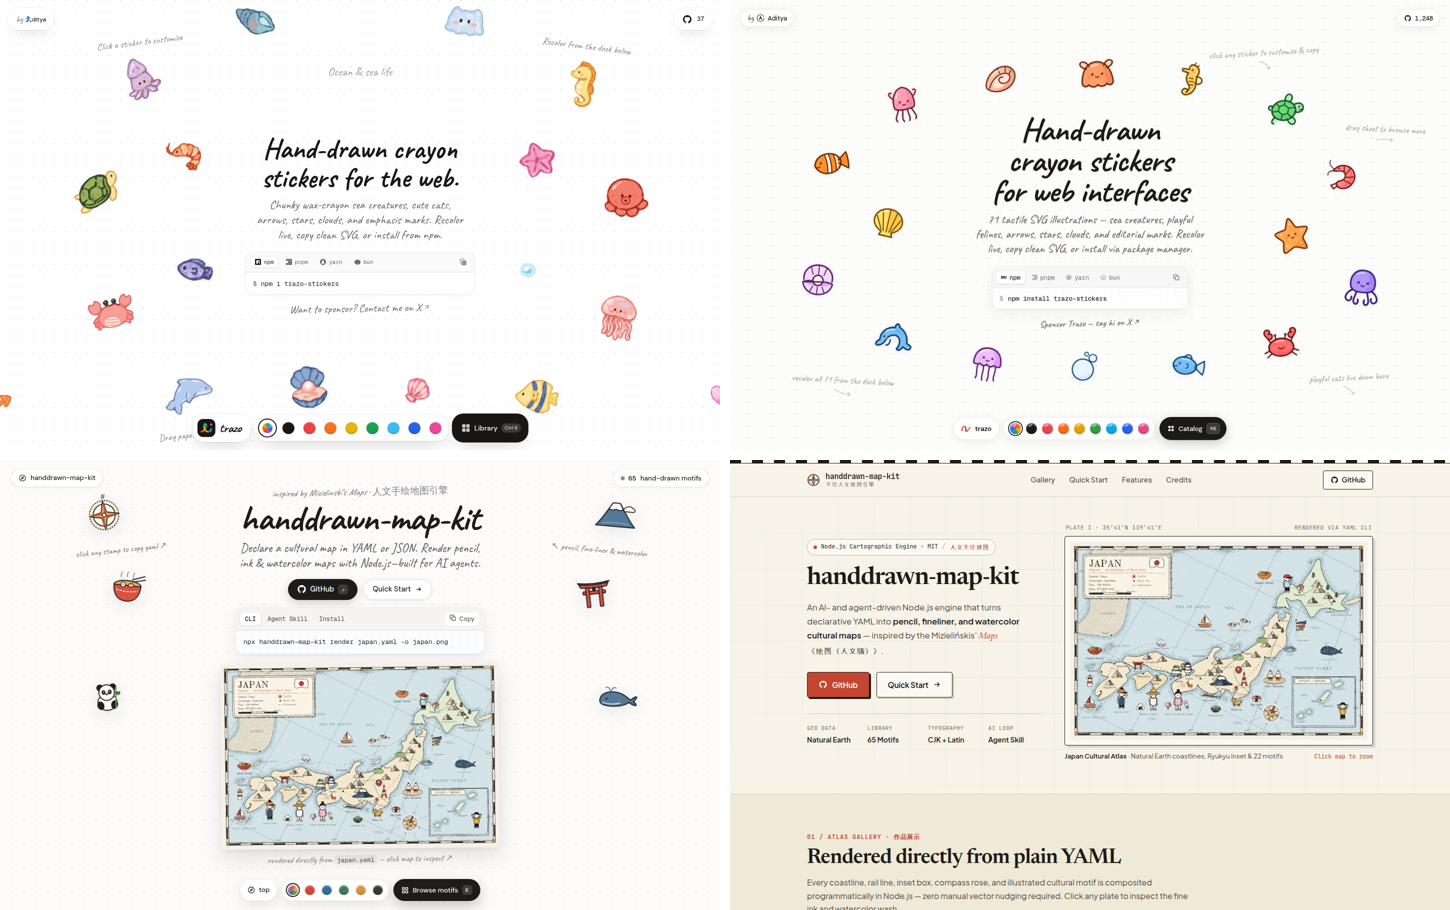 by Aditya
37
Click a sticker to customise
Recolor from the dock below
Ocean & sea life
Hand-drawn crayon
stickers for the web.
Chunky wax-crayon sea creatures, cute cats,
arrows, stars, clouds, and emphasis marks. Recolor
live, copy clean SVG, or install from npm.
npm pnpm yarn bun
$ npm i trazo-stickers
Want to sponsor? Contact me on X ↗
Drag pape
trazo
Library Ctrl K
by Aditya
1,248
click any sticker to customise & copy
drag sheet to browse more
Hand-drawn
crayon stickers
for web interfaces
71 tactile SVG illustrations — sea creatures, playful
felines, arrows, stars, clouds, and editorial marks. Recolor
live, copy clean SVG, or install via package manager.
npm pnpm yarn bun
$ npm install trazo-stickers
Sponsor Trazo — say hi on X ↗
recolor all 71 from the dock below
playful cats live down here
trazo
Catalog ⌘K
handdrawn-map-kit
65 hand-drawn motifs
inspired by Mizielinski's Maps · 人文手绘地图引擎
handdrawn-map-kit
Declare a cultural map in YAML or JSON. Render pencil,
ink & watercolor maps with Node.js—built for AI agents.
click any stamp to copy yaml ↗
↖ pencil, fine-liner & watercolor
GitHub ↗ Quick Start →
CLI Agent Skill Install Copy
npx handdrawn-map-kit render japan.yaml -o japan.png
JAPAN
rendered directly from japan.yaml — click map to inspect ↗
top
Browse motifs K
handdrawn-map-kit
手绘人文地图引擎
Gallery Quick Start Features Credits
GitHub
Node.js Cartographic Engine · MIT / 人文手绘地图
handdrawn-map-kit
An AI- and agent-driven Node.js engine that turns
declarative YAML into pencil, fineliner, and watercolor
cultural maps — inspired by the Mizielińskis' Maps
《地图（人文版）》.
GitHub Quick Start →
GEO DATA LIBRARY TYPOGRAPHY AI LOOP
Natural Earth 65 Motifs CJK + Latin Agent Skill
PLATE I · 35°41′N 139°41′E RENDERED VIA YAML CLI
JAPAN
Japan Cultural Atlas · Natural Earth coastlines, Ryukyu inset & 22 motifs Click map to zoom
01 / ATLAS GALLERY · 作品展示
Rendered directly from plain YAML
Every coastline, rail line, inset box, compass rose, and illustrated cultural motif is composited
programmatically in Node.js — zero manual vector nudging required. Click any plate to inspect the fine
ink and watercolor wash.